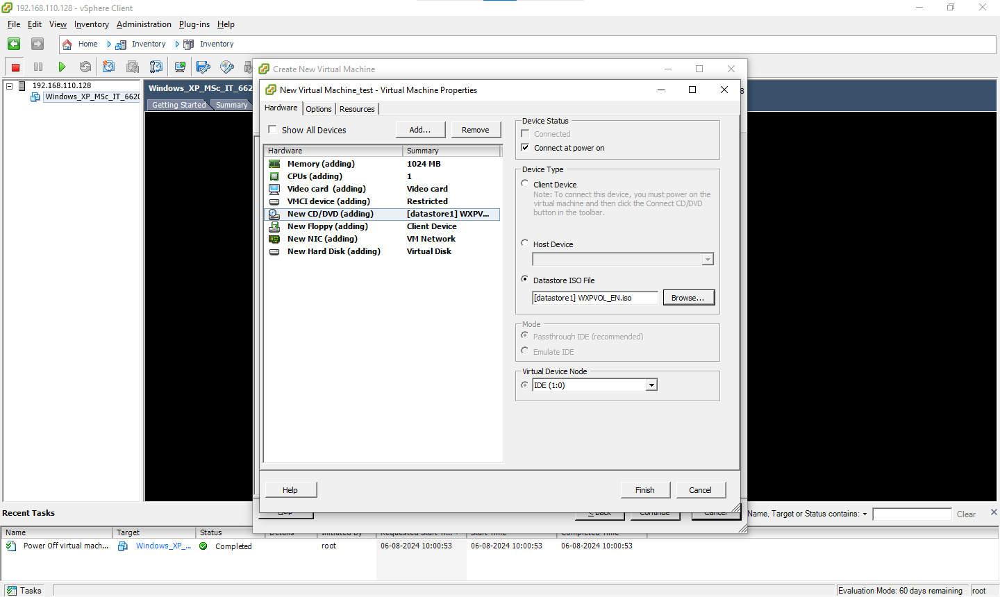 192.168.110.128 - vSphere Client
File Edit View Inventory Administration Plug-ins Help
Home Inventory Inventory
192.168.110.128
Windows_XP_MSc_IT_6620
Windows_XP_MSc_IT_662
Getting Started Summary
Create New Virtual Machine
New Virtual Machine_test - Virtual Machine Properties
Hardware Options Resources
Show All Devices Add... Remove
Hardware Summary
Memory (adding) 1024 MB
CPUs (adding) 1
Video card (adding) Video card
VMCI device (adding) Restricted
New CD/DVD (adding) [datastore1] WXPV...
New Floppy (adding) Client Device
New NIC (adding) VM Network
New Hard Disk (adding) Virtual Disk
Device Status
Connected
Connect at power on
Device Type
Client Device
Note: To connect this device, you must power on the
virtual machine and then click the Connect CD/DVD
button in the toolbar.
Host Device
Datastore ISO File
[datastore1] WXPVOL_EN.iso Browse...
Mode
Passthrough IDE (recommended)
Emulate IDE
Virtual Device Node
IDE (1:0)
Help Finish Cancel
8
Help < Back Continue Cancel
Recent Tasks
Name, Target or Status contains: Clear
Name Target Status Details Initiated by Requested Start Ti... Start Time Completed Time
Power Off virtual mach... Windows_XP_... Completed root 06-08-2024 10:00:53 06-08-2024 10:00:53 06-08-2024 10:00:53
Tasks Evaluation Mode: 60 days remaining root